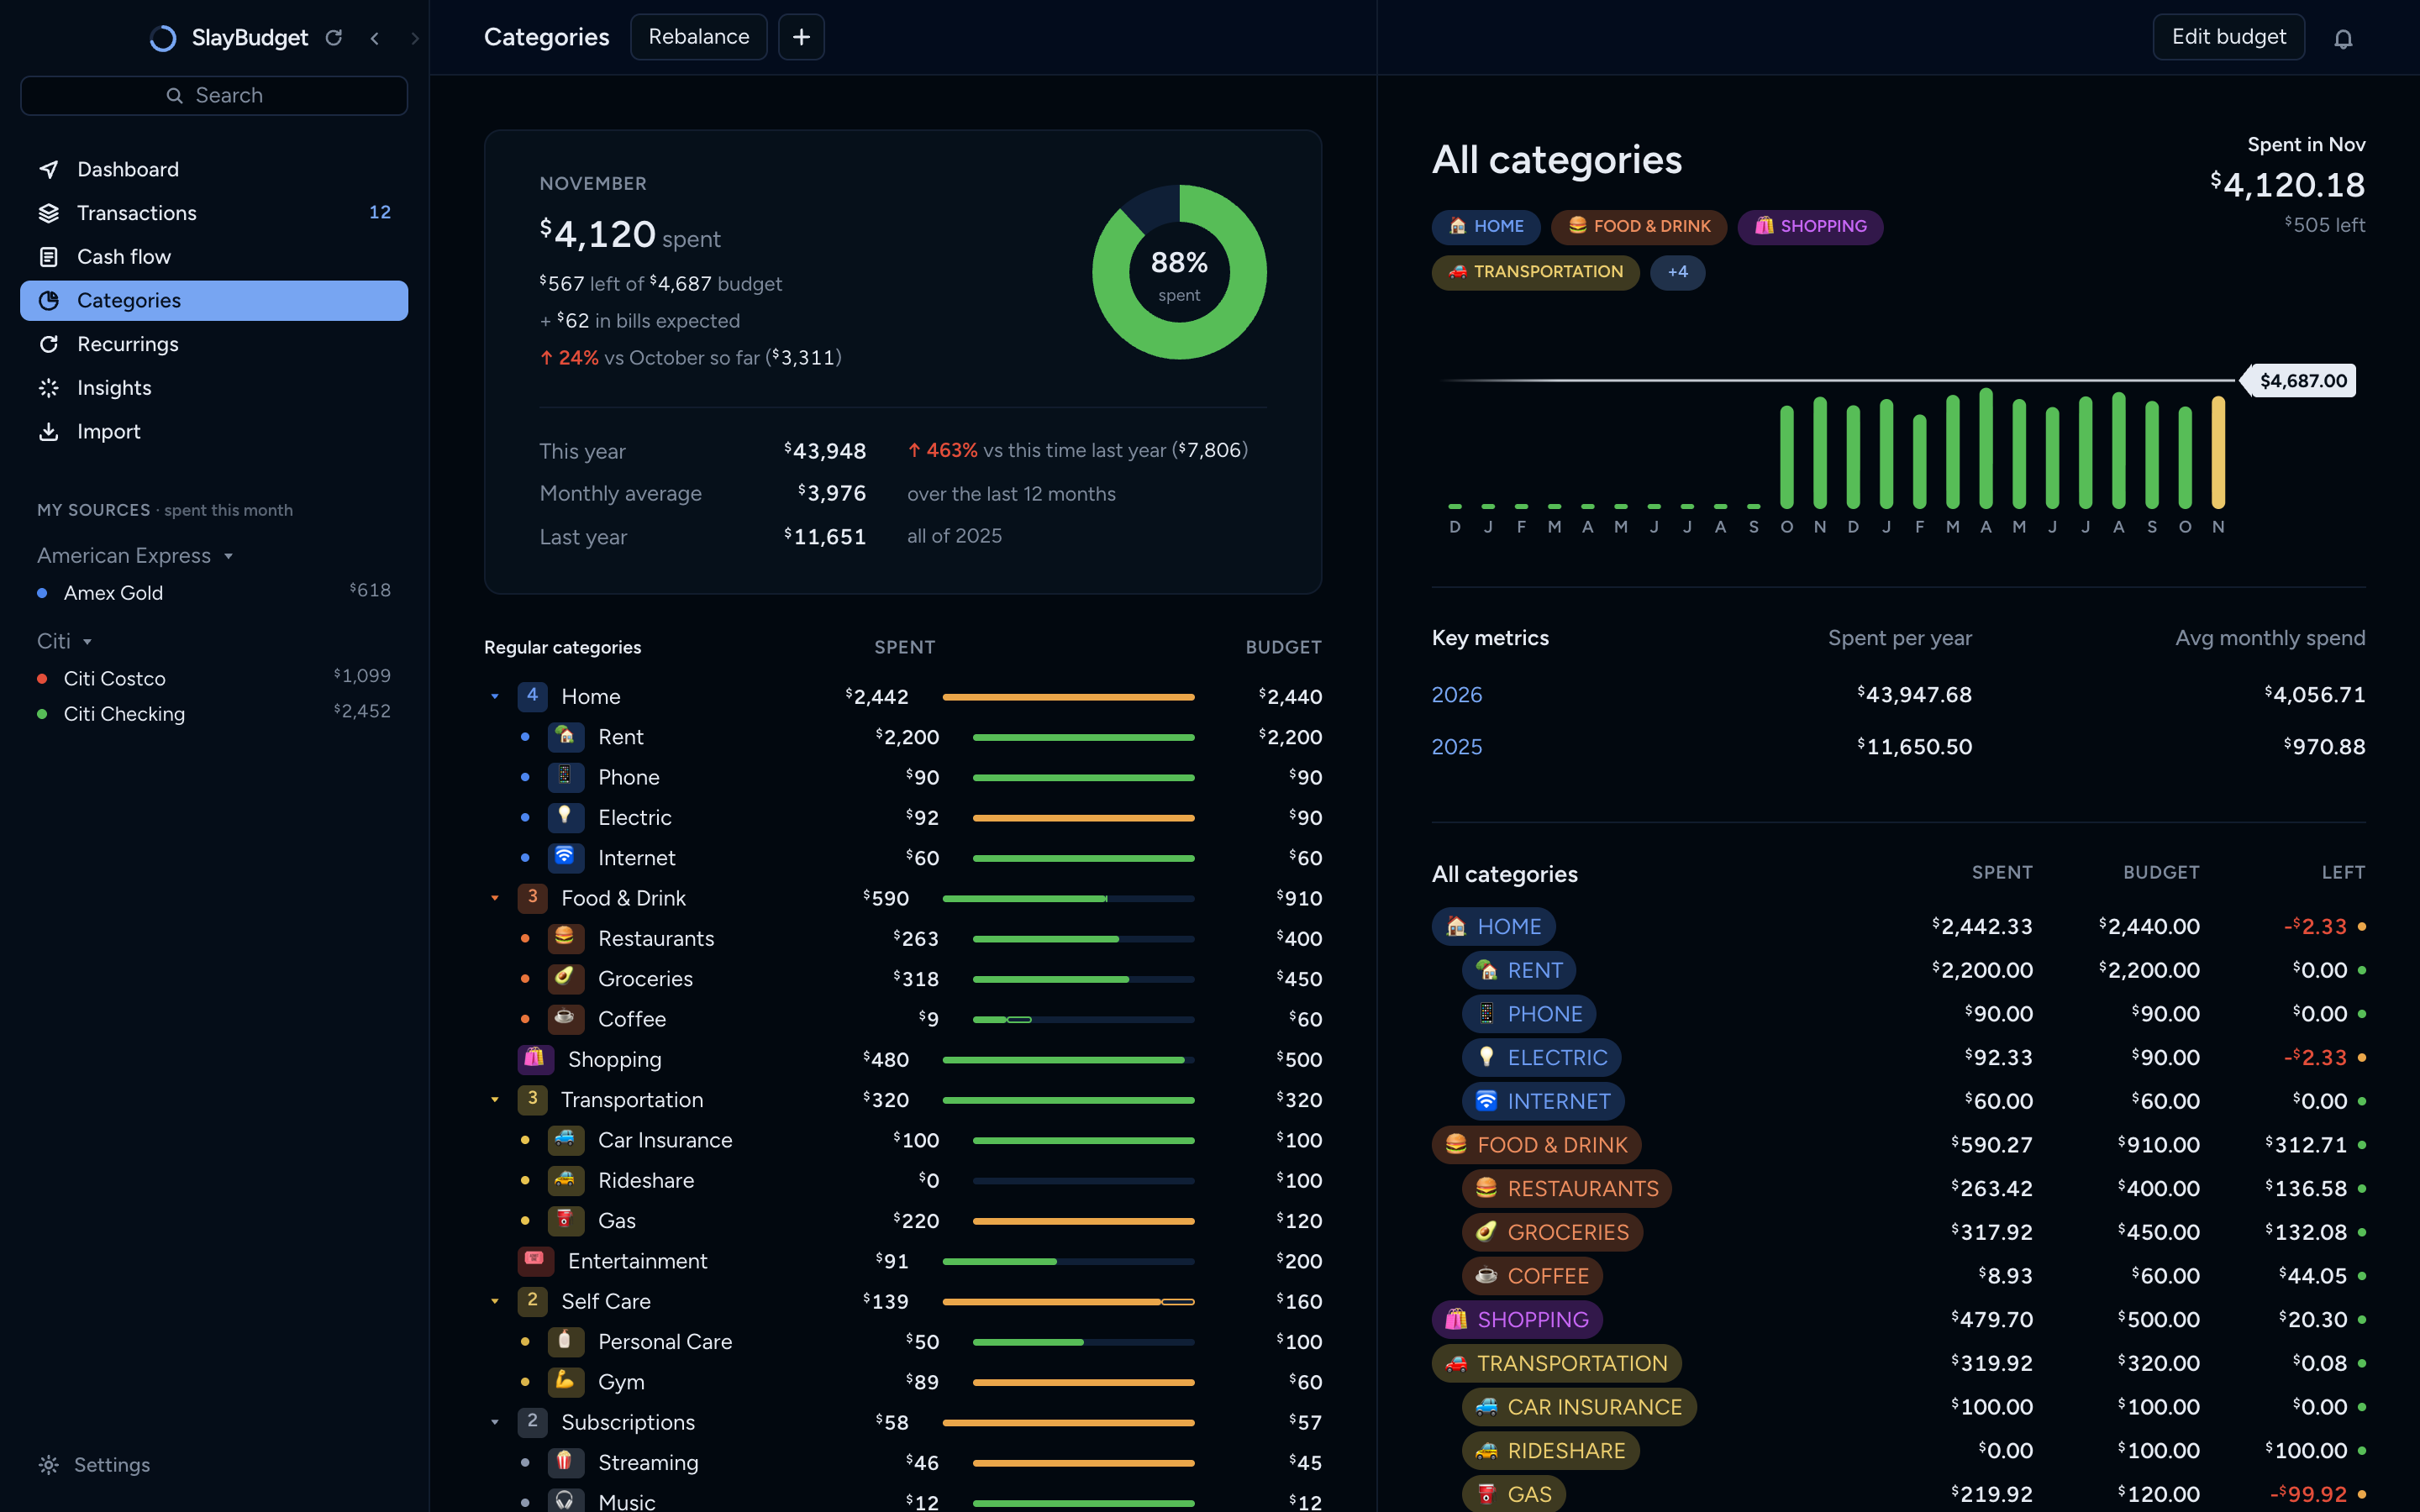 SlayBudget
Search
Dashboard
Transactions 12
Cash flow
Categories
Recurrings
Insights
Import
MY SOURCES · spent this month
American Express
Amex Gold $618
Citi
Citi Costco $1,099
Citi Checking $2,452
Settings
Categories Rebalance +
NOVEMBER
$4,120 spent
$567 left of $4,687 budget
+ $62 in bills expected
↑ 24% vs October so far ($3,311)
88%
spent
This year $43,948 ↑ 463% vs this time last year ($7,806)
Monthly average $3,976 over the last 12 months
Last year $11,651 all of 2025
Regular categories SPENT BUDGET
4 Home $2,442 $2,440
Rent $2,200 $2,200
Phone $90 $90
Electric $92 $90
Internet $60 $60
3 Food & Drink $590 $910
Restaurants $263 $400
Groceries $318 $450
Coffee $9 $60
Shopping $480 $500
3 Transportation $320 $320
Car Insurance $100 $100
Rideshare $0 $100
Gas $220 $120
Entertainment $91 $200
2 Self Care $139 $160
Personal Care $50 $100
Gym $89 $60
2 Subscriptions $58 $57
Streaming $46 $45
Music $12 $12
Edit budget
All categories
Spent in Nov
$4,120.18
$505 left
HOME FOOD & DRINK SHOPPING
TRANSPORTATION +4
$4,687.00
D J F M A M J J A S O N D J F M A M J J A S O N
Key metrics Spent per year Avg monthly spend
2026 $43,947.68 $4,056.71
2025 $11,650.50 $970.88
All categories SPENT BUDGET LEFT
HOME $2,442.33 $2,440.00 -$2.33
RENT $2,200.00 $2,200.00 $0.00
PHONE $90.00 $90.00 $0.00
ELECTRIC $92.33 $90.00 -$2.33
INTERNET $60.00 $60.00 $0.00
FOOD & DRINK $590.27 $910.00 $312.71
RESTAURANTS $263.42 $400.00 $136.58
GROCERIES $317.92 $450.00 $132.08
COFFEE $8.93 $60.00 $44.05
SHOPPING $479.70 $500.00 $20.30
TRANSPORTATION $319.92 $320.00 $0.08
CAR INSURANCE $100.00 $100.00 $0.00
RIDESHARE $0.00 $100.00 $100.00
GAS $219.92 $120.00 -$99.92